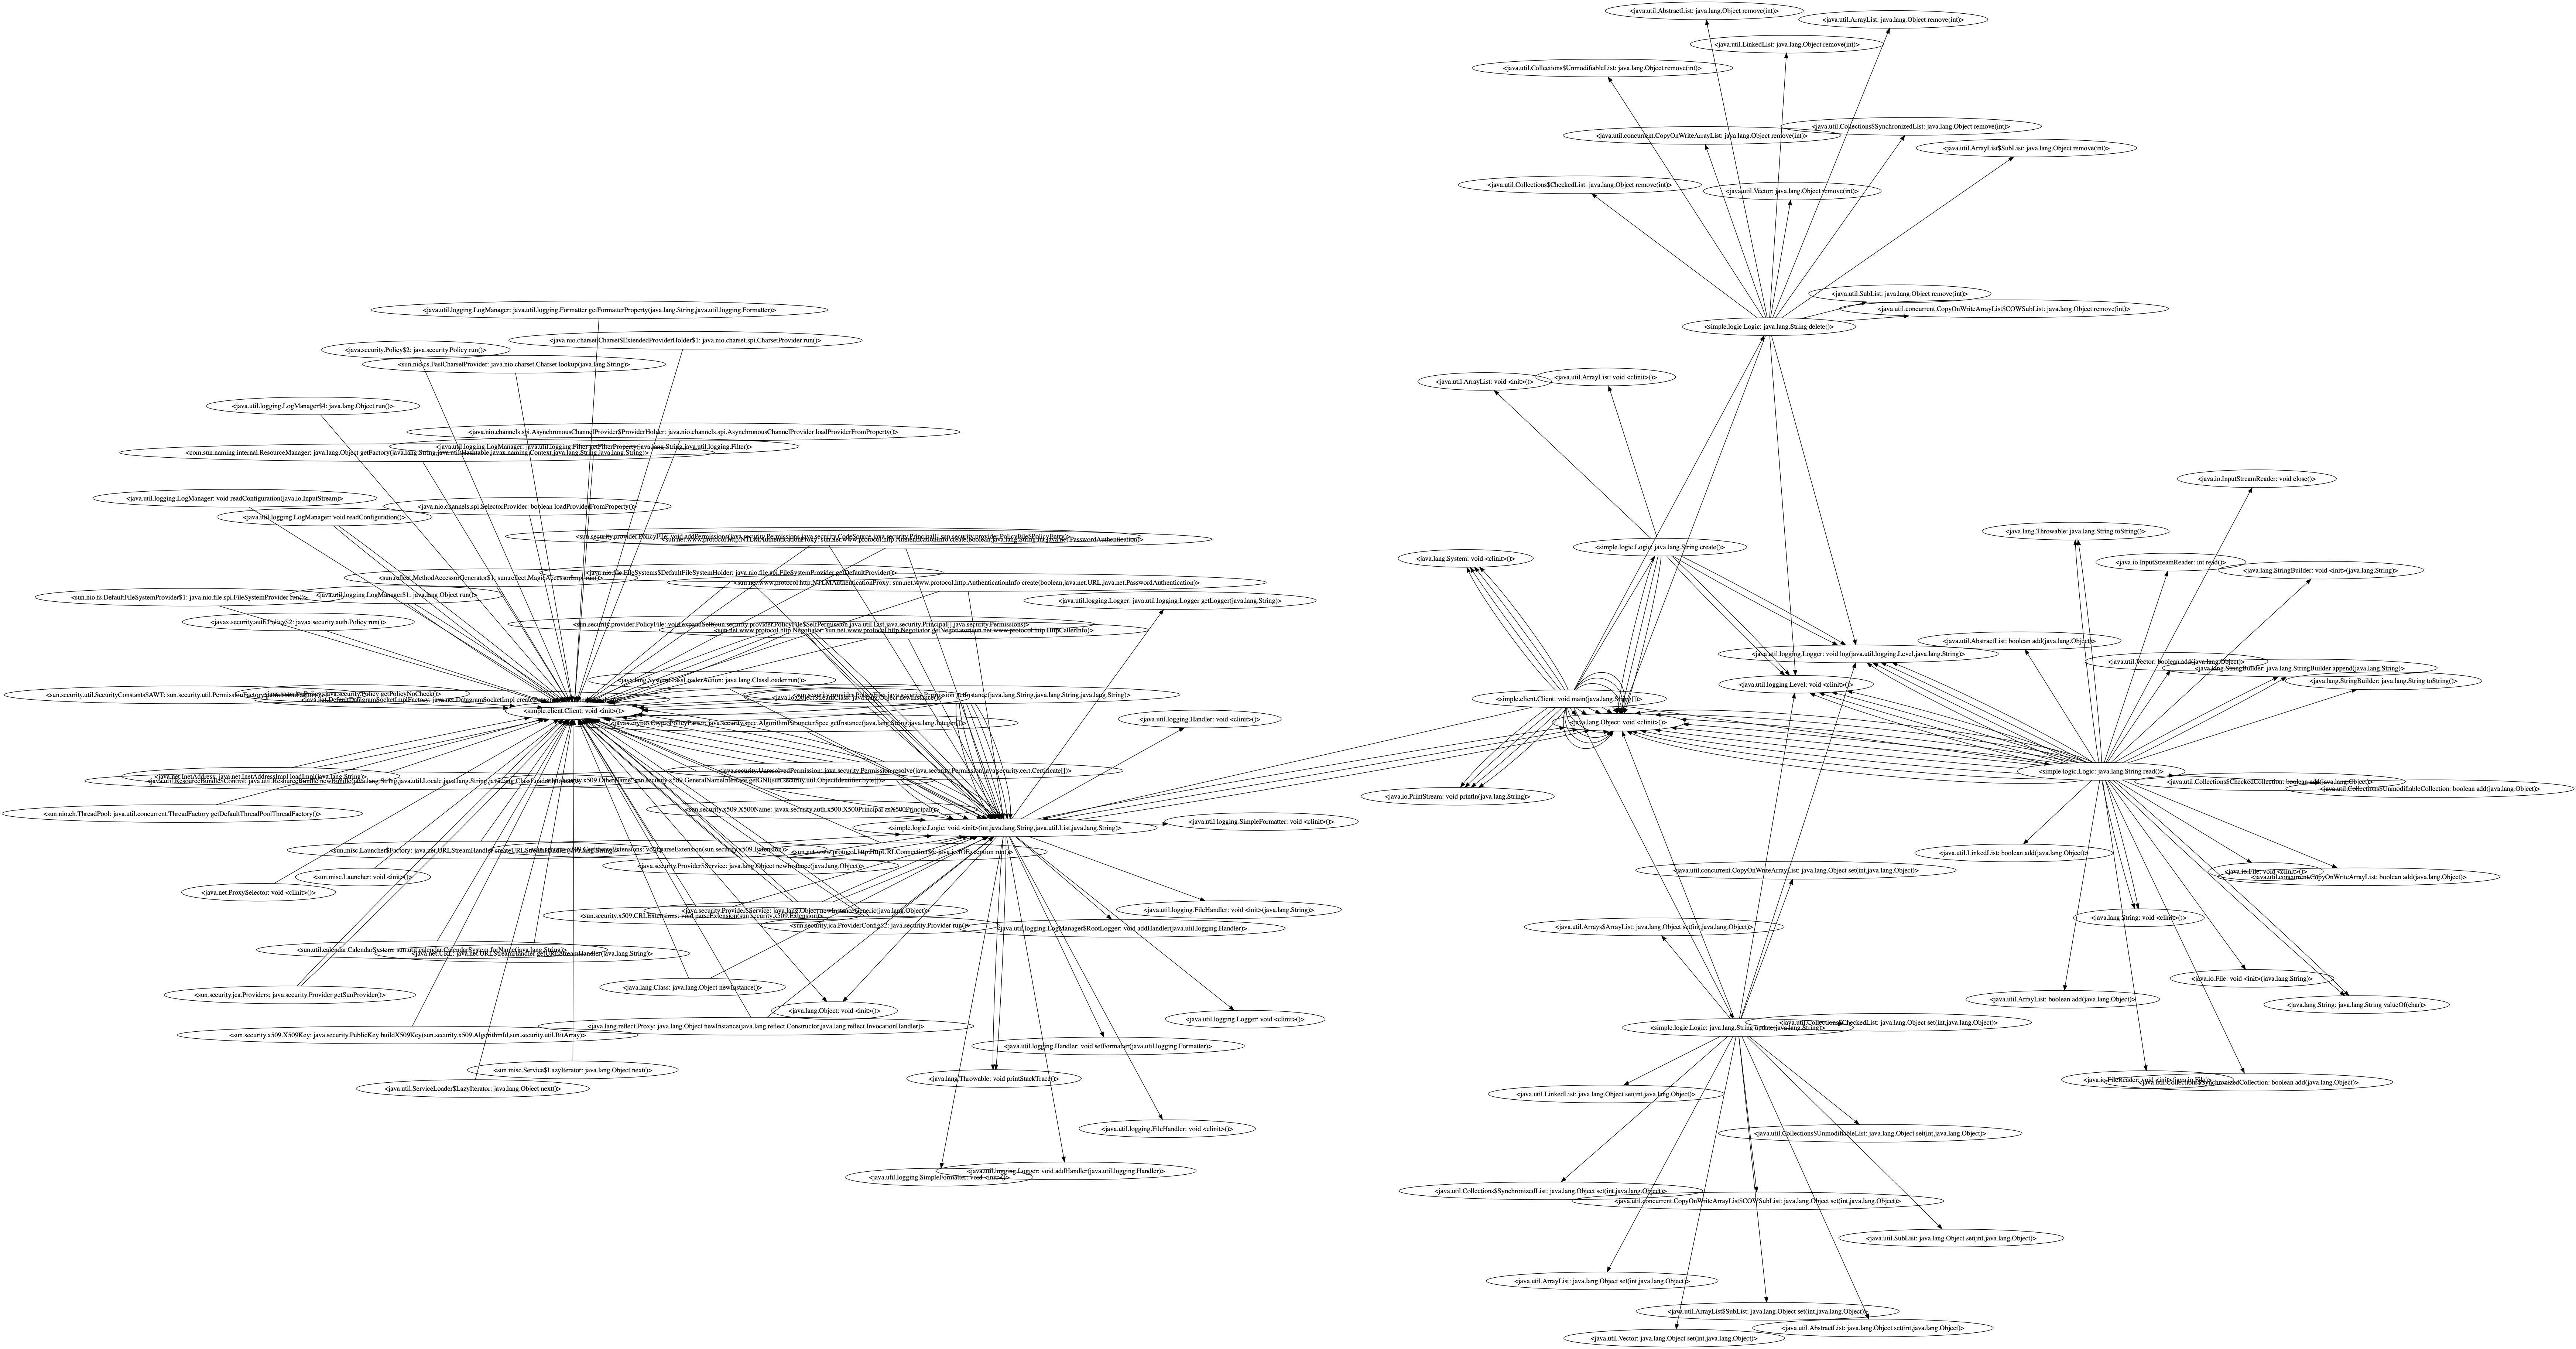 <java.util.AbstractList: java.lang.Object remove(int)>
<java.util.ArrayList: java.lang.Object remove(int)>
<java.util.LinkedList: java.lang.Object remove(int)>
<java.util.Collections$UnmodifiableList: java.lang.Object remove(int)>
<java.util.Collections$SynchronizedList: java.lang.Object remove(int)>
<java.util.concurrent.CopyOnWriteArrayList: java.lang.Object remove(int)>
<java.util.ArrayList$SubList: java.lang.Object remove(int)>
<java.util.Collections$CheckedList: java.lang.Object remove(int)>
<java.util.Vector: java.lang.Object remove(int)>
<java.util.SubList: java.lang.Object remove(int)>
<java.util.concurrent.CopyOnWriteArrayList$COWSubList: java.lang.Object remove(int)>
<simple.logic.Logic: java.lang.String delete()>
<java.util.logging.LogManager: java.util.logging.Formatter getFormatterProperty(java.lang.String,java.util.logging.Formatter)>
<java.nio.charset.Charset$ExtendedProviderHolder$1: java.nio.charset.spi.CharsetProvider run()>
<java.security.Policy$2: java.security.Policy run()>
<sun.nio.cs.FastCharsetProvider: java.nio.charset.Charset lookup(java.lang.String)>
<java.util.ArrayList: void <init>()>
<java.util.ArrayList: void <clinit>()>
<java.util.logging.LogManager$4: java.lang.Object run()>
<java.nio.channels.spi.AsynchronousChannelProvider$ProviderHolder: java.nio.channels.spi.AsynchronousChannelProvider loadProviderFromProperty()>
<java.util.logging.LogManager: java.util.logging.Filter getFilterProperty(java.lang.String,java.util.logging.Filter)>
<com.sun.naming.internal.ResourceManager: java.lang.Object getFactory(java.lang.String,java.util.Hashtable,javax.naming.Context,java.lang.String,java.lang.String)>
<java.io.InputStreamReader: void close()>
<java.util.logging.LogManager: void readConfiguration(java.io.InputStream)>
<java.nio.channels.spi.SelectorProvider: boolean loadProviderFromProperty()>
<java.util.logging.LogManager: void readConfiguration()>
<java.lang.Throwable: java.lang.String toString()>
<sun.security.provider.PolicyFile: void addPermissions(java.security.Permissions,java.security.CodeSource,java.security.Principal[],sun.security.provider.PolicyFile$PolicyEntry)>
<sun.net.www.protocol.http.NTLMAuthenticationProxy: sun.net.www.protocol.http.AuthenticationInfo create(boolean,java.lang.String,int,java.net.PasswordAuthentication)>
<simple.logic.Logic: java.lang.String create()>
<java.lang.System: void <clinit>()>
<java.io.InputStreamReader: int read()>
<java.lang.StringBuilder: void <init>(java.lang.String)>
<java.nio.file.FileSystems$DefaultFileSystemHolder: java.nio.file.spi.FileSystemProvider getDefaultProvider()>
<sun.reflect.MethodAccessorGenerator$1: sun.reflect.MagicAccessorImpl run()>
<sun.net.www.protocol.http.NTLMAuthenticationProxy: sun.net.www.protocol.http.AuthenticationInfo create(boolean,java.net.URL,java.net.PasswordAuthentication)>
<java.util.logging.LogManager$1: java.lang.Object run()>
<sun.nio.fs.DefaultFileSystemProvider$1: java.nio.file.spi.FileSystemProvider run()>
<java.util.logging.Logger: java.util.logging.Logger getLogger(java.lang.String)>
<javax.security.auth.Policy$2: javax.security.auth.Policy run()>
<sun.security.provider.PolicyFile: void expandSelf(sun.security.provider.PolicyFile$SelfPermission,java.util.List,java.security.Principal[],java.security.Permissions)>
<sun.net.www.protocol.http.Negotiator: sun.net.www.protocol.http.Negotiator getNegotiator(sun.net.www.protocol.http.HttpCallerInfo)>
<java.util.AbstractList: boolean add(java.lang.Object)>
<java.util.logging.Logger: void log(java.util.logging.Level,java.lang.String)>
<java.util.Vector: boolean add(java.lang.Object)>
<java.lang.StringBuilder: java.lang.StringBuilder append(java.lang.String)>
<java.lang.SystemClassLoaderAction: java.lang.ClassLoader run()>
<java.lang.StringBuilder: java.lang.String toString()>
<java.util.logging.Level: void <clinit>()>
<sun.security.util.SecurityConstants$AWT: sun.security.util.PermissionFactory
java.security.Policy getPolicyNoCheck()>
<java.net.DefaultDatagramSocketImplFactory: java.net.DatagramSocketImpl
<sun.security.provider.PolicyFile: java.security.Permission getInstance(java.lang.String,java.lang.String,java.lang.String)>
<java.io.ObjectStreamClass: java.lang.Object newInstance()>
<simple.client.Client: void main(java.lang.String[])>
<simple.client.Client: void <init>()>
<java.util.logging.Handler: void <clinit>()>
<javax.crypto.CryptoPolicyParser: java.security.spec.AlgorithmParameterSpec getInstance(java.lang.String,java.lang.Integer[])>
<java.lang.Object: void <clinit>()>
<java.security.UnresolvedPermission: java.security.Permission resolve(java.security.Permission,java.security.cert.Certificate[])>
<simple.logic.Logic: java.lang.String read()>
<java.net.InetAddress: java.net.InetAddressImpl loadImpl(java.lang.String)>
<java.util.ResourceBundle$Control: java.util.ResourceBundle newBundle(java.lang.String,java.util.Locale,java.lang.String,java.lang.ClassLoader,boolean)>
sun.security.x509.OtherName: sun.security.x509.GeneralNameInterface getGNI(sun.security.util.ObjectIdentifier,byte[])>
<java.util.Collections$CheckedCollection: boolean add(java.lang.Object)>
<java.util.Collections$UnmodifiableCollection: boolean add(java.lang.Object)>
<java.io.PrintStream: void println(java.lang.String)>
<sun.security.x509.X500Name: javax.security.auth.x500.X500Principal asX500Principal()>
<sun.nio.ch.ThreadPool: java.util.concurrent.ThreadFactory getDefaultThreadPoolThreadFactory()>
<java.util.logging.SimpleFormatter: void <clinit>()>
<simple.logic.Logic: void <init>(int,java.lang.String,java.util.List,java.lang.String)>
<sun.misc.Launcher$Factory: java.net.URLStreamHandler createURLStreamHandler(java.lang.String)>
void parseExtension(sun.security.x509.Extension)>
<sun.net.www.protocol.http.HttpURLConnection$6: java.io.IOException run()>
<java.util.LinkedList: boolean add(java.lang.Object)>
<java.security.Provider$Service: java.lang.Object newInstance(java.lang.Object)>
<java.util.concurrent.CopyOnWriteArrayList: java.lang.Object set(int,java.lang.Object)>
<java.io.File: void <clinit>()>
<sun.misc.Launcher: void <init>()>
<java.util.concurrent.CopyOnWriteArrayList: boolean add(java.lang.Object)>
<java.net.ProxySelector: void <clinit>()>
<java.security.Provider$Service: java.lang.Object newInstanceGeneric(java.lang.Object)>
<java.util.logging.FileHandler: void <init>(java.lang.String)>
<sun.security.x509.CRLExtensions: void parseExtension(sun.security.x509.Extension)>
<java.lang.String: void <clinit>()>
<sun.security.jca.ProviderConfig$2: java.security.Provider run()>
<java.util.logging.LogManager$RootLogger: void addHandler(java.util.logging.Handler)>
<java.util.Arrays$ArrayList: java.lang.Object set(int,java.lang.Object)>
<sun.util.calendar.CalendarSystem: sun.util.calendar.CalendarSystem forName(java.lang.String)>
<java.net.URL: java.net.URLStreamHandler getURLStreamHandler(java.lang.String)>
<java.io.File: void <init>(java.lang.String)>
<java.lang.Class: java.lang.Object newInstance()>
<sun.security.jca.Providers: java.security.Provider getSunProvider()>
<java.util.ArrayList: boolean add(java.lang.Object)>
<java.lang.String: java.lang.String valueOf(char)>
<java.lang.Object: void <init>()>
<java.util.logging.Logger: void <clinit>()>
<java.lang.reflect.Proxy: java.lang.Object newInstance(java.lang.reflect.Constructor,java.lang.reflect.InvocationHandler)>
<java.util.Collections$CheckedList: java.lang.Object set(int,java.lang.Object)>
<simple.logic.Logic: java.lang.String update(java.lang.String)>
<sun.security.x509.X509Key: java.security.PublicKey buildX509Key(sun.security.x509.AlgorithmId,sun.security.util.BitArray)>
<java.util.logging.Handler: void setFormatter(java.util.logging.Formatter)>
<sun.misc.Service$LazyIterator: java.lang.Object next()>
<java.lang.Throwable: void printStackTrace()>
<java.io.FileReader: void <init>(java.io.File)>
<java.util.Collections$SynchronizedCollection: boolean add(java.lang.Object)>
<java.util.ServiceLoader$LazyIterator: java.lang.Object next()>
<java.util.LinkedList: java.lang.Object set(int,java.lang.Object)>
<java.util.logging.FileHandler: void <clinit>()>
<java.util.Collections$UnmodifiableList: java.lang.Object set(int,java.lang.Object)>
<java.util.logging.Logger: void addHandler(java.util.logging.Handler)>
<java.util.logging.SimpleFormatter: void <init>()>
<java.util.Collections$SynchronizedList: java.lang.Object set(int,java.lang.Object)>
<java.util.concurrent.CopyOnWriteArrayList$COWSubList: java.lang.Object set(int,java.lang.Object)>
<java.util.SubList: java.lang.Object set(int,java.lang.Object)>
<java.util.ArrayList: java.lang.Object set(int,java.lang.Object)>
<java.util.ArrayList$SubList: java.lang.Object set(int,java.lang.Object)>
<java.util.AbstractList: java.lang.Object set(int,java.lang.Object)>
<java.util.Vector: java.lang.Object set(int,java.lang.Object)>